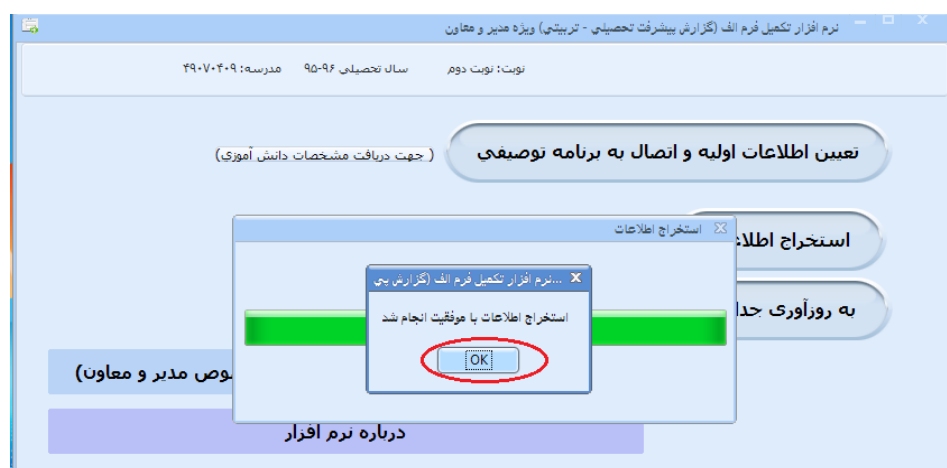 نرم افزار تکمیل فرم الف (گزارش پیشرفت تحصیلی - تربیتی) ویژه مدیر و معاون
نوبت: نوبت دوم سال تحصیلی ۹۶-۹۵ مدرسه: ۴۹۰۷۰۴۰۹
تعیین اطلاعات اولیه و اتصال به برنامه توصیفی ( جهت دریافت مشخصات دانش آموزی)
استخراج اطلاعات
استخراج اطلاعا
نرم افزار تکمیل فرم الف (گزارش پی...
استخراج اطلاعات با موفقیت انجام شد
به روزآوری جدا
OK
وص مدیر و معاون)
درباره نرم افزار